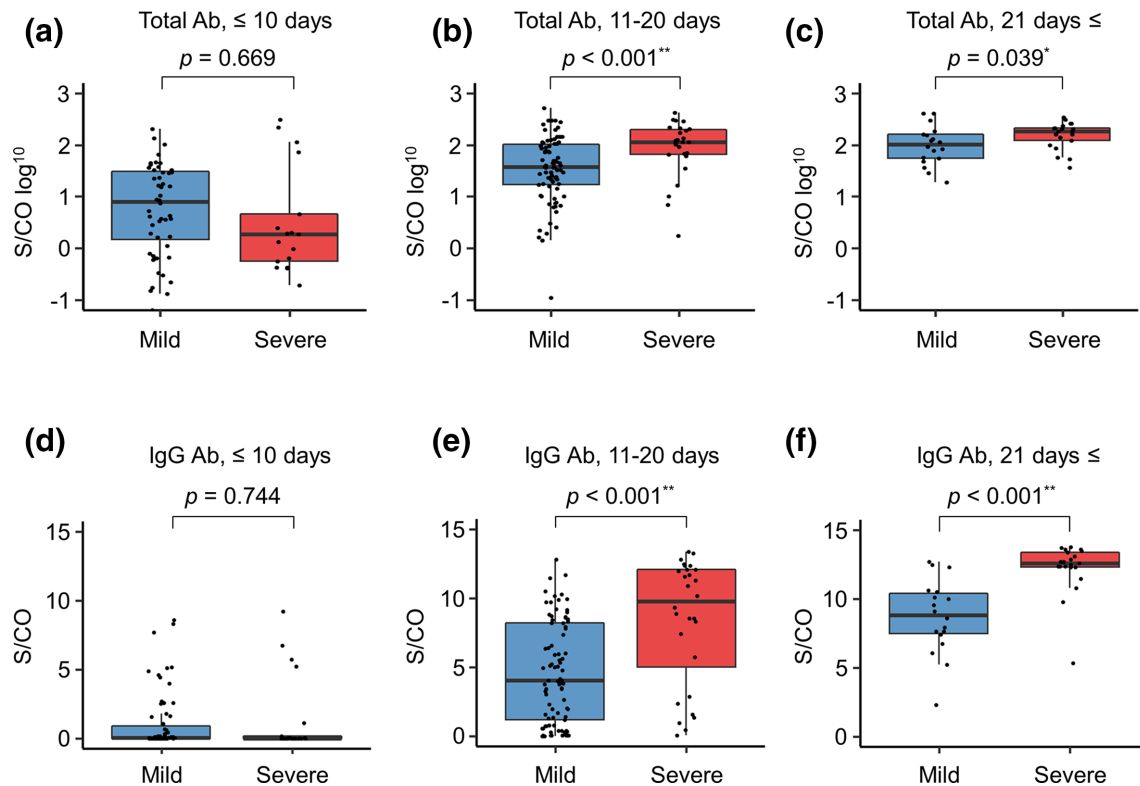 (a) Total Ab, ≤ 10 days
p = 0.669
3
2
1
0
-1
S/CO log10
Mild Severe
(b) Total Ab, 11-20 days
p < 0.001**
3
2
1
0
-1
S/CO log10
Mild Severe
(c) Total Ab, 21 days ≤
p = 0.039*
3
2
1
0
-1
S/CO log10
Mild Severe
(d) IgG Ab, ≤ 10 days
p = 0.744
15
10
5
0
S/CO
Mild Severe
(e) IgG Ab, 11-20 days
p < 0.001**
15
10
5
0
S/CO
Mild Severe
(f) IgG Ab, 21 days ≤
p < 0.001**
15
10
5
0
S/CO
Mild Severe